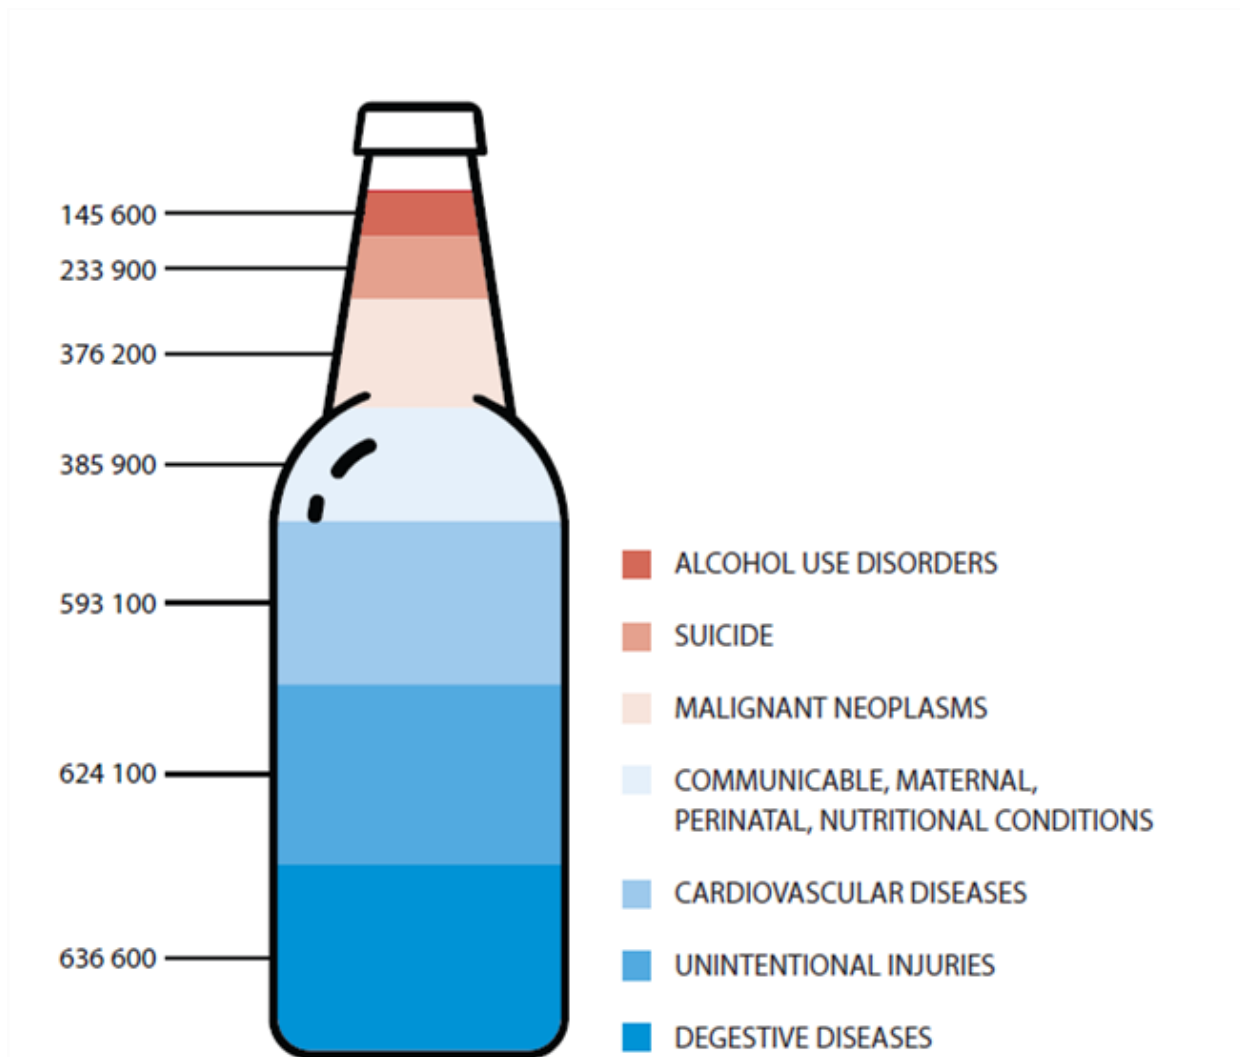 145 600
233 900
376 200
385 900
593 100
624 100
636 600
ALCOHOL USE DISORDERS
SUICIDE
MALIGNANT NEOPLASMS
COMMUNICABLE, MATERNAL,
PERINATAL, NUTRITIONAL CONDITIONS
CARDIOVASCULAR DISEASES
UNINTENTIONAL INJURIES
DEGESTIVE DISEASES